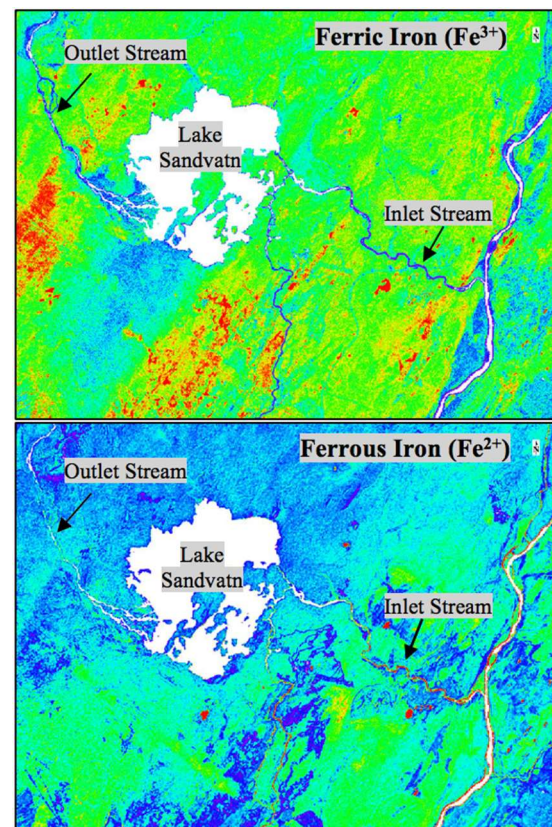 Ferric Iron (Fe³⁺)
Outlet Stream
Lake
Sandvatn
Inlet Stream
Ferrous Iron (Fe²⁺)
Outlet Stream
Lake
Sandvatn
Inlet Stream